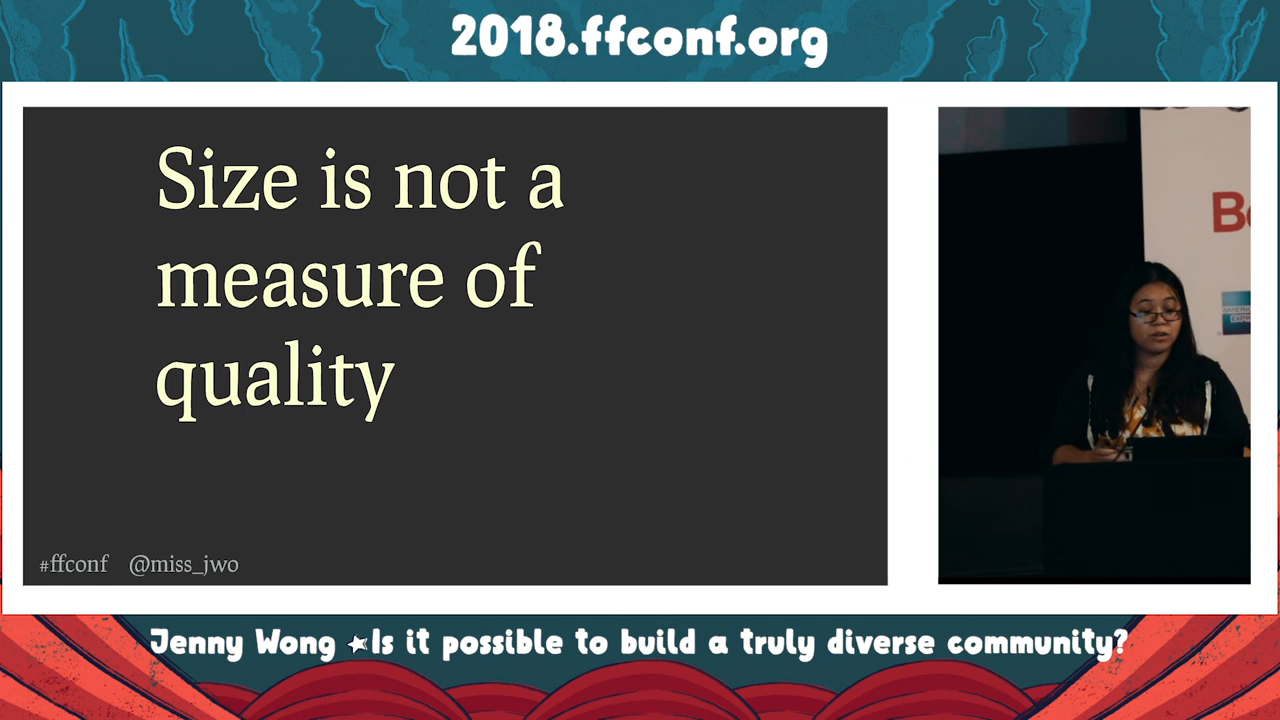 2018.ffconf.org
Size is not a
measure of
quality
#ffconf @miss_jwo
AMERICAN
Jenny Wong ★ Is it possible to build a truly diverse community?